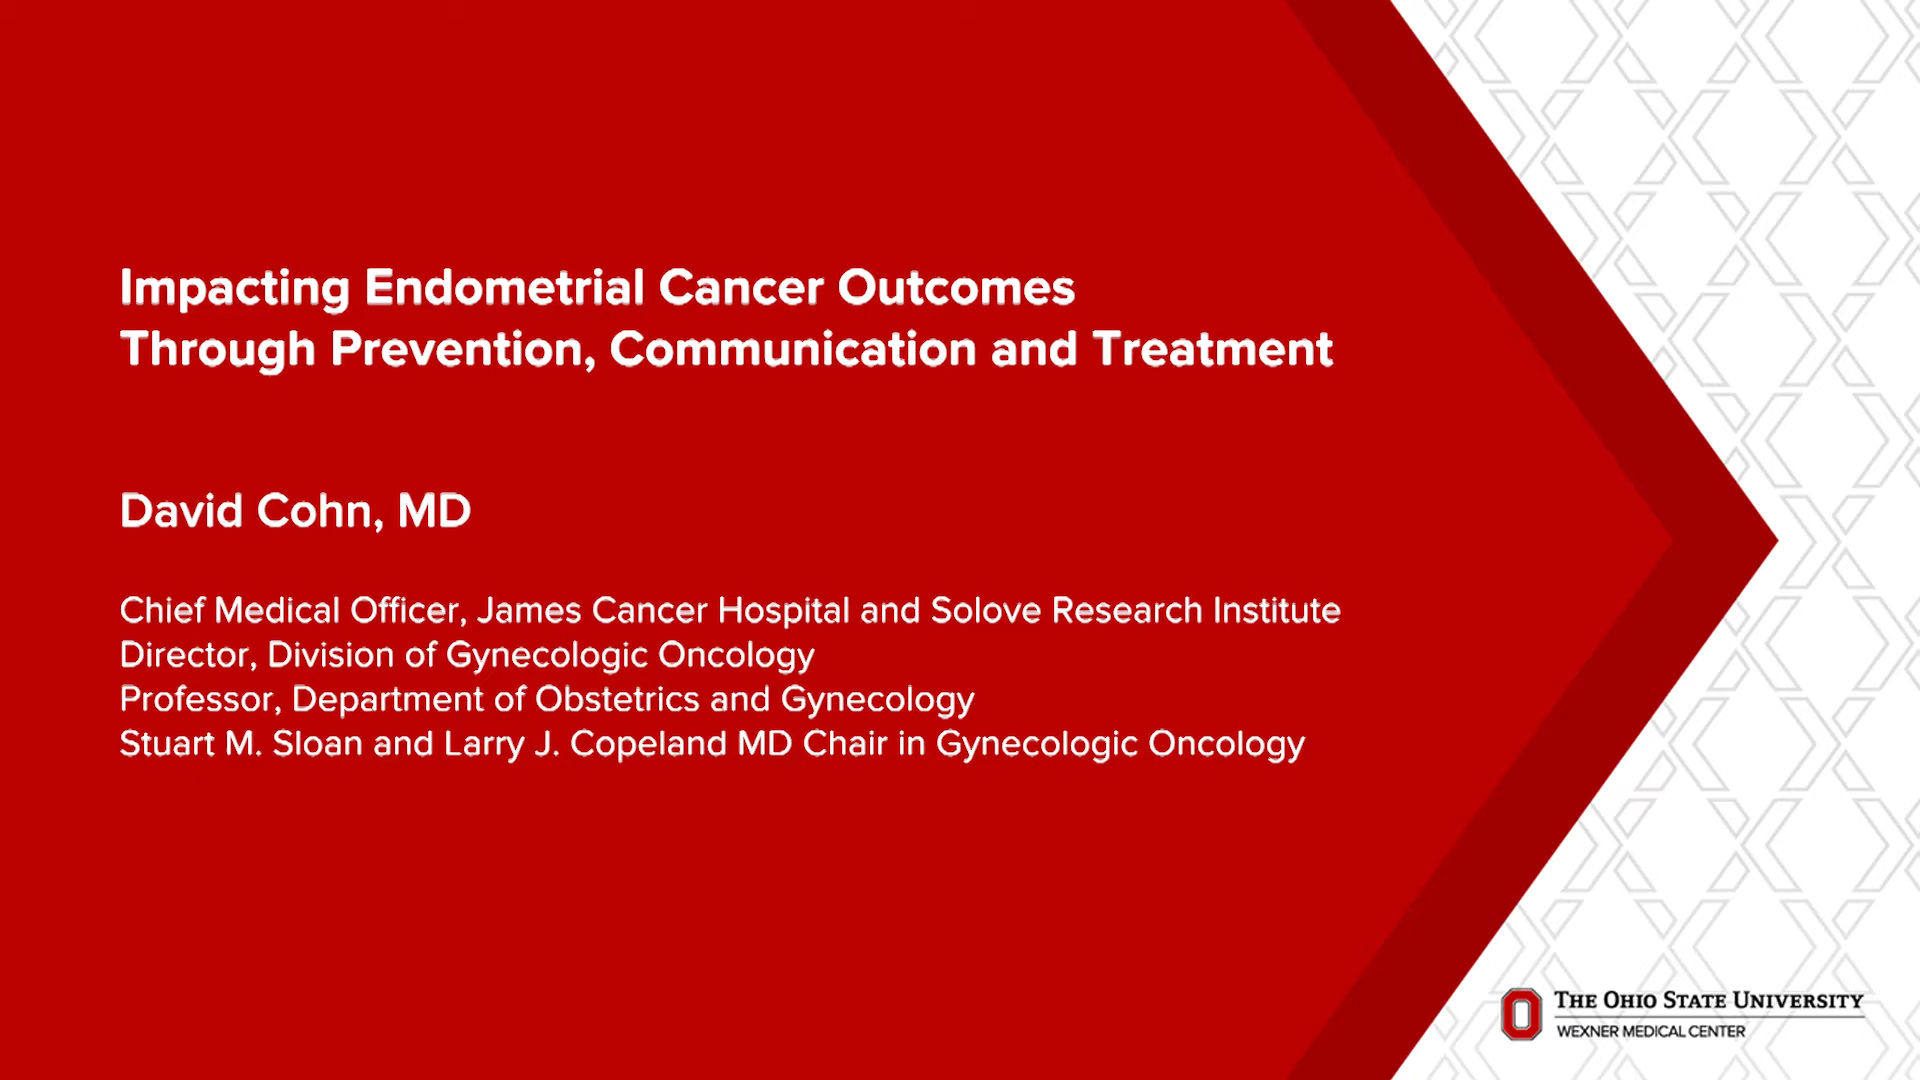 Impacting Endometrial Cancer Outcomes
Through Prevention, Communication and Treatment
David Cohn, MD
Chief Medical Officer, James Cancer Hospital and Solove Research Institute
Director, Division of Gynecologic Oncology
Professor, Department of Obstetrics and Gynecology
Stuart M. Sloan and Larry J. Copeland MD Chair in Gynecologic Oncology
THE OHIO STATE UNIVERSITY
WEXNER MEDICAL CENTER